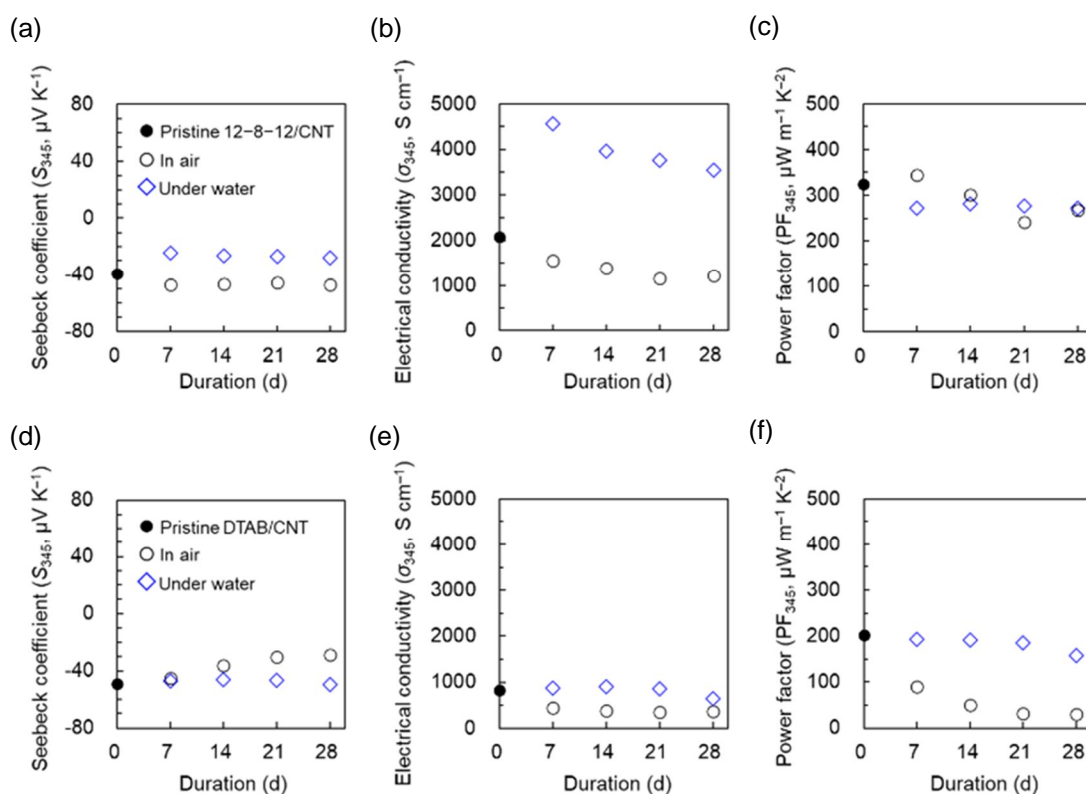 (a)
(b)
(c)
Seebeck coefficient (S₃₄₅, µV K⁻¹)
80
40
0
-40
-80
● Pristine 12−8−12/CNT
○ In air
◇ Under water
0 7 14 21 28
Duration (d)
Electrical conductivity (σ₃₄₅, S cm⁻¹)
5000
4000
3000
2000
1000
0
0 7 14 21 28
Duration (d)
Power factor (PF₃₄₅, µW m⁻¹ K⁻²)
500
400
300
200
100
0
0 7 14 21 28
Duration (d)
(d)
(e)
(f)
Seebeck coefficient (S₃₄₅, µV K⁻¹)
80
40
0
-40
-80
● Pristine DTAB/CNT
○ In air
◇ Under water
0 7 14 21 28
Duration (d)
Electrical conductivity (σ₃₄₅, S cm⁻¹)
5000
4000
3000
2000
1000
0
0 7 14 21 28
Duration (d)
Power factor (PF₃₄₅, µW m⁻¹ K⁻²)
500
400
300
200
100
0
0 7 14 21 28
Duration (d)